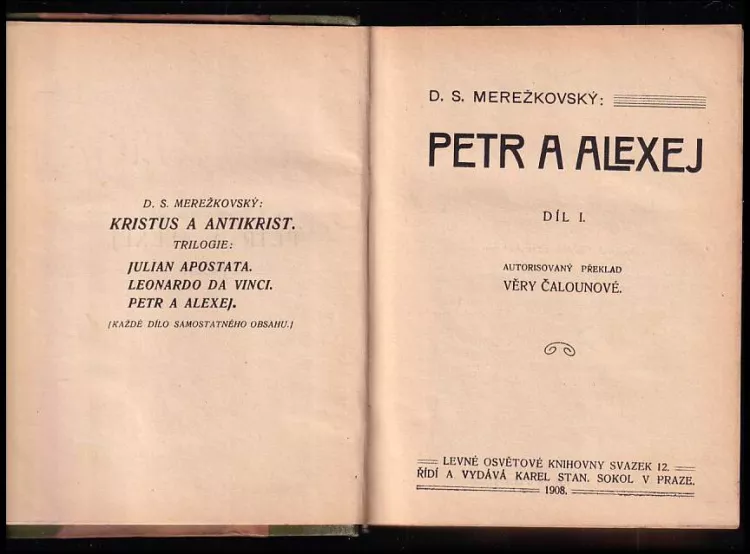 D. S. MEREŽKOVSKÝ:
KRISTUS A ANTIKRIST.
TRILOGIE:
JULIAN APOSTATA.
LEONARDO DA VINCI.
PETR A ALEXEJ.
[KAŽDÉ DÍLO SAMOSTATNÉHO OBSAHU.]
D. S. MEREŽKOVSKÝ:
PETR A ALEXEJ
DÍL I.
AUTORISOVANÝ PŘEKLAD
VĚRY ČALOUNOVÉ.
LEVNÉ OSVĚTOVÉ KNIHOVNY SVAZEK 12.
ŘÍDÍ A VYDÁVÁ KAREL STAN. SOKOL V PRAZE.
1908.